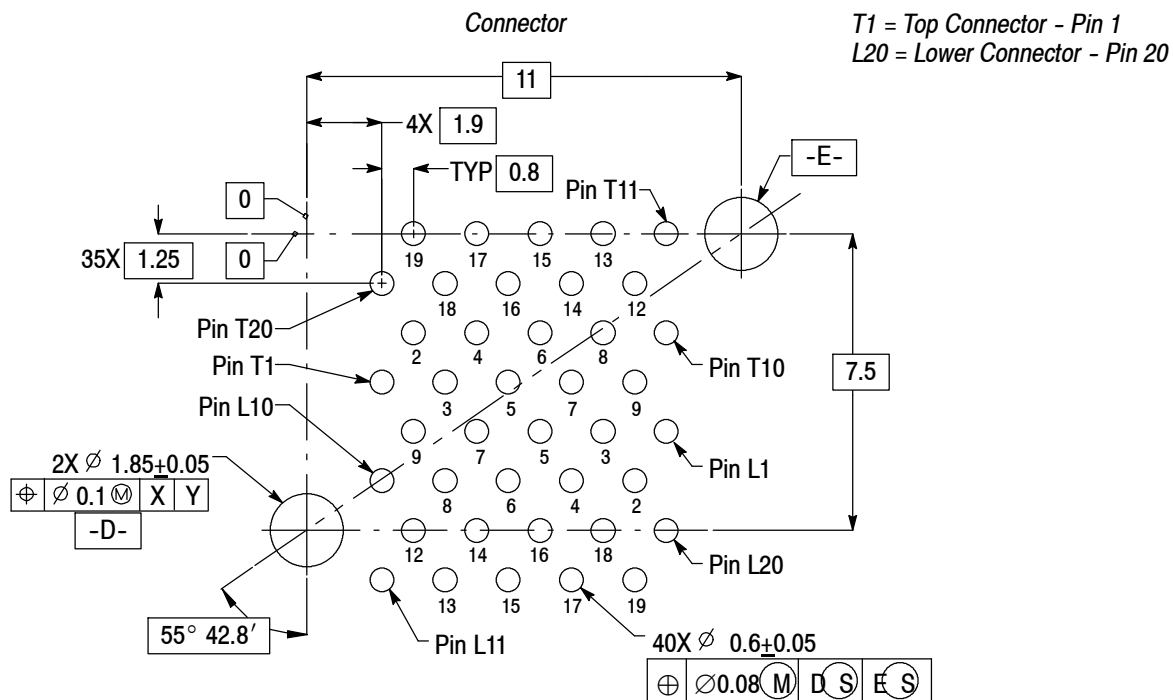 Connector
T1 = Top Connector - Pin 1
L20 = Lower Connector - Pin 20
11
4X 1.9
TYP 0.8
-E-
Pin T11
0
35X 1.25
0
19 17 15 13
18 16 14 12
Pin T20
2 4 6 8
Pin T1
Pin T10
7.5
3 5 7 9
Pin L10
9 7 5 3
Pin L1
2X ⌀ 1.85±0.05
⌖ ⌀ 0.1 Ⓜ X Y
-D-
8 6 4 2
12 14 16 18
Pin L20
13 15 17 19
55° 42.8′
Pin L11
40X ⌀ 0.6±0.05
⌖ ⌀0.08 Ⓜ D Ⓢ E Ⓢ